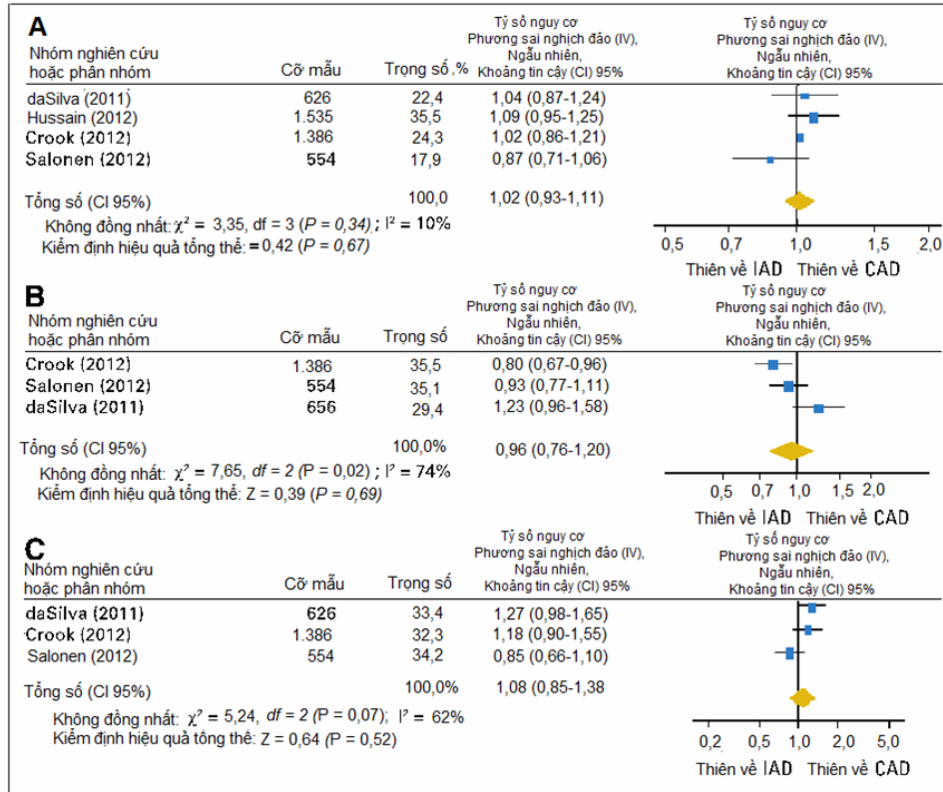 A
Nhóm nghiên cứu
hoặc phân nhóm
Cỡ mẫu
Trọng số,%
Tỷ số nguy cơ
Phương sai nghịch đảo (IV),
Ngẫu nhiên,
Khoảng tin cậy (CI) 95%
Tỷ số nguy cơ
Phương sai nghịch đảo (IV),
Ngẫu nhiên,
Khoảng tin cậy (CI) 95%
daSilva (2011) 626 22,4 1,04 (0,87-1,24)
Hussain (2012) 1.535 35,5 1,09 (0,95-1,25)
Crook (2012) 1.386 24,3 1,02 (0,86-1,21)
Salonen (2012) 554 17,9 0,87 (0,71-1,06)
Tổng số (CI 95%) 100,0 1,02 (0,93-1,11)
Không đồng nhất: χ² = 3,35, df = 3 (P = 0,34); I² = 10%
Kiểm định hiệu quả tổng thể: = 0,42 (P = 0,67)
0,5 0,7 1,0 1,5 2,0
Thiên về IAD Thiên về CAD
B
Nhóm nghiên cứu
hoặc phân nhóm
Cỡ mẫu
Trọng số
Tỷ số nguy cơ
Phương sai nghịch đảo (IV),
Ngẫu nhiên,
Khoảng tin cậy (CI) 95%
Tỷ số nguy cơ
Phương sai nghịch đảo (IV),
Ngẫu nhiên,
Khoảng tin cậy (CI) 95%
Crook (2012) 1.386 35,5 0,80 (0,67-0,96)
Salonen (2012) 554 35,1 0,93 (0,77-1,11)
daSilva (2011) 656 29,4 1,23 (0,96-1,58)
Tổng số (CI 95%) 100,0% 0,96 (0,76-1,20)
Không đồng nhất: χ² = 7,65, df = 2 (P = 0,02) ; I² = 74%
Kiểm định hiệu quả tổng thể: Z = 0,39 (P = 0,69)
0,5 0,7 1,0 1,5 2,0
Thiên về IAD Thiên về CAD
C
Nhóm nghiên cứu
hoặc phân nhóm
Cỡ mẫu
Trọng số
Tỷ số nguy cơ
Phương sai nghịch đảo (IV),
Ngẫu nhiên,
Khoảng tin cậy (CI) 95%
Tỷ số nguy cơ
Phương sai nghịch đảo (IV),
Ngẫu nhiên,
Khoảng tin cậy (CI) 95%
daSilva (2011) 626 33,4 1,27 (0,98-1,65)
Crook (2012) 1.386 32,3 1,18 (0,90-1,55)
Salonen (2012) 554 34,2 0,85 (0,66-1,10)
Tổng số (CI 95%) 100,0% 1,08 (0,85-1,38
Không đồng nhất: χ² = 5,24, df = 2 (P = 0,07); I² = 62%
Kiểm định hiệu quả tổng thể: Z = 0,64 (P = 0,52)
0,2 0,5 1,0 2,0 5,0
Thiên về IAD Thiên về CAD